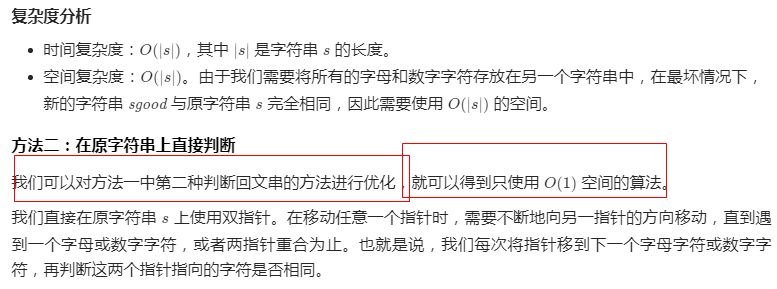 复杂度分析
• 时间复杂度：O(|s|)，其中 |s| 是字符串 s 的长度。
• 空间复杂度：O(|s|)。由于我们需要将所有的字母和数字字符存放在另一个字符串中，在最坏情况下，
新的字符串 sgood 与原字符串 s 完全相同，因此需要使用 O(|s|) 的空间。
方法二：在原字符串上直接判断
我们可以对方法一中第二种判断回文串的方法进行优化，就可以得到只使用 O(1) 空间的算法。
我们直接在原字符串 s 上使用双指针。在移动任意一个指针时，需要不断地向另一指针的方向移动，直到遇
到一个字母或数字字符，或者两指针重合为止。也就是说，我们每次将指针移到下一个字母字符或数字字
符，再判断这两个指针指向的字符是否相同。